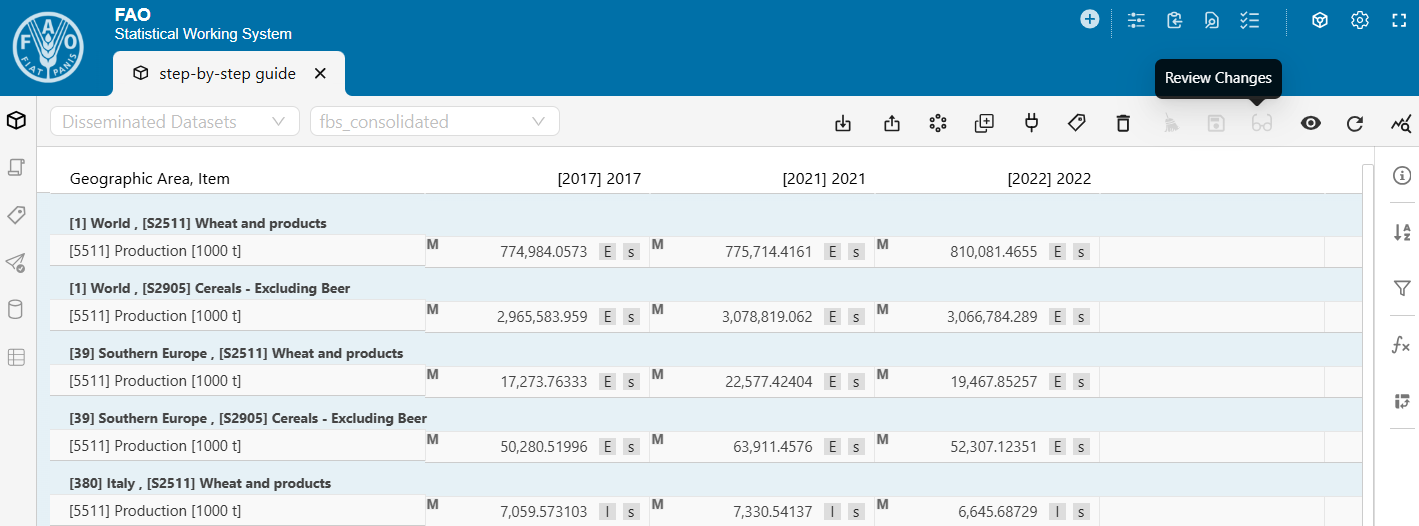 FAO
Statistical Working System
FAO
FIAT PANIS
step-by-step guide
Review Changes
Disseminated Datasets fbs_consolidated
Geographic Area, Item [2017] 2017 [2021] 2021 [2022] 2022
[1] World , [S2511] Wheat and products
[5511] Production [1000 t] M 774,984.0573 E s M 775,714.4161 E s M 810,081.4655 E s
[1] World , [S2905] Cereals - Excluding Beer
[5511] Production [1000 t] M 2,965,583.959 E s M 3,078,819.062 E s M 3,066,784.289 E s
[39] Southern Europe , [S2511] Wheat and products
[5511] Production [1000 t] M 17,273.76333 E s M 22,577.42404 E s M 19,467.85257 E s
[39] Southern Europe , [S2905] Cereals - Excluding Beer
[5511] Production [1000 t] M 50,280.51996 E s M 63,911.4576 E s M 52,307.12351 E s
[380] Italy , [S2511] Wheat and products
[5511] Production [1000 t] M 7,059.573103 I s M 7,330.54137 I s M 6,645.68729 I s